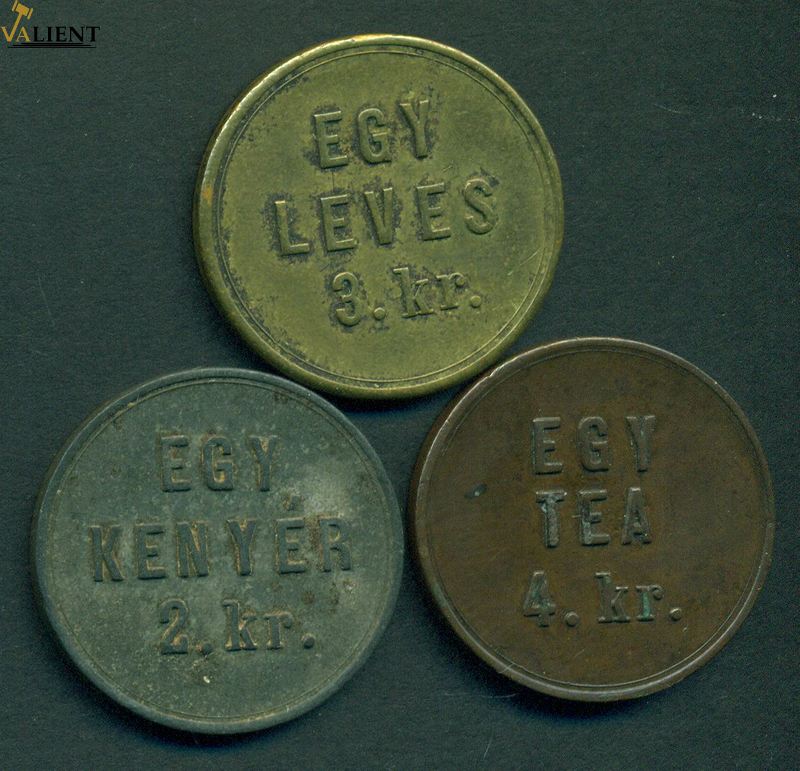 VALIENT
EGY
LEVES
3. kr.
EGY
KENYÉR
2. kr.
EGY
TEA
4. kr.